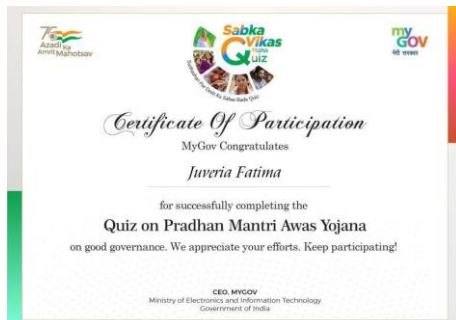 75
Azadi Ka
Amrit Mahotsav
Sabka
Vikas
Quiz
my
GOV
मेरी सरकार
Certificate Of Participation
MyGov Congratulates
Juveria Fatima
for successfully completing the
Quiz on Pradhan Mantri Awas Yojana
on good governance. We appreciate your efforts. Keep participating!
CEO, MYGOV
Ministry of Electronics and Information Technology
Government of India